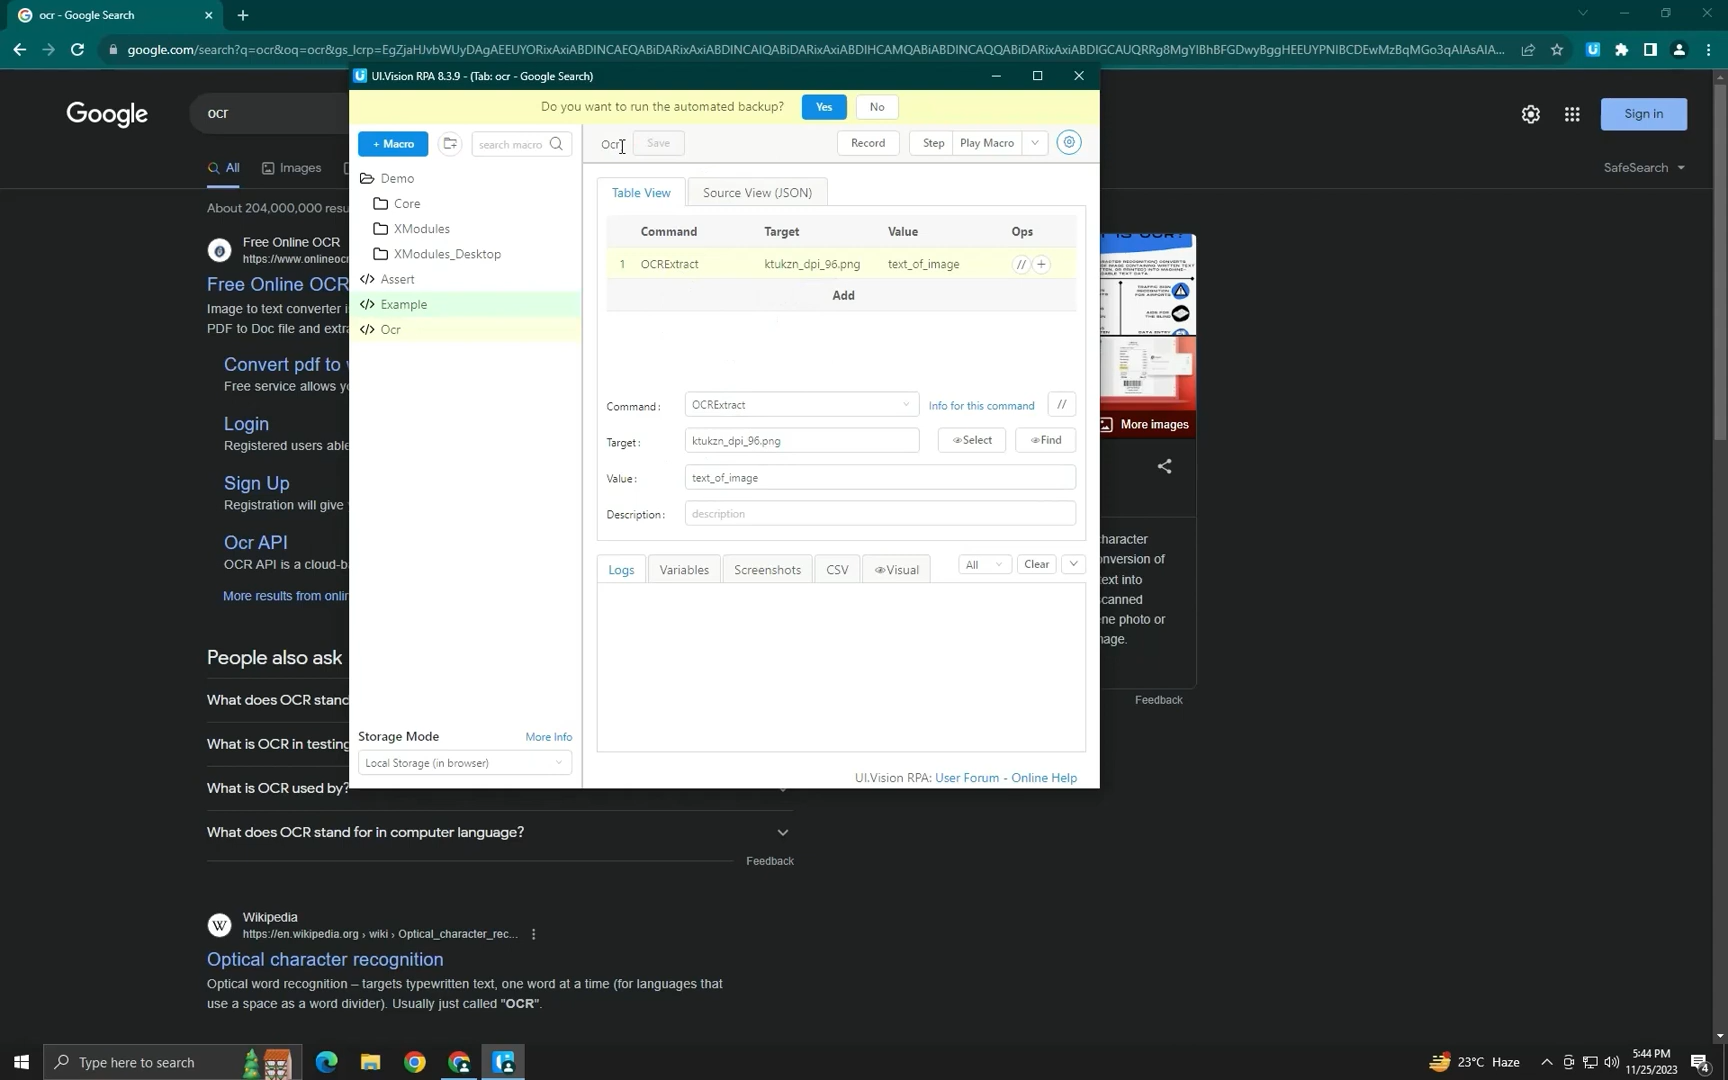 ocr - Google Search
google.com/search?q=ocr&oq=ocr&gs_lcrp=
UI.Vision RPA 8.3.9 - (Tab: ocr - Google Search)
Do you want to run the automated backup? Yes No
Google
ocr
Sign in
+ Macro
search macro
Ocr
Save
Record
Step
Play Macro
All
Images
SafeSearch
Demo
Core
XModules
XModules_Desktop
Assert
Example
Ocr
Table View
Source View (JSON)
Command Target Value Ops
1 OCRExtract ktukzn_dpi_96.png text_of_image // +
Add
Command: OCRExtract Info for this command //
Target: ktukzn_dpi_96.png Select Find
Value: text_of_image
Description: description
Logs Variables Screenshots CSV Visual All Clear
Storage Mode More Info
Local Storage (in browser)
UI.Vision RPA: User Forum - Online Help
About 204,000,000 resu
Free Online OCR
https://www.onlineoc
Free Online OCR
Image to text converter i
PDF to Doc file and extra
Convert pdf to
Free service allows
Login
Registered users able
Sign Up
Registration will give
Ocr API
OCR API is a cloud-ba
More results from onlin
People also ask
What does OCR stand
What is OCR in testing
What is OCR used by?
What does OCR stand for in computer language?
Feedback
More images
character
onversion of
text into
scanned
ene photo or
mage.
Feedback
W
Wikipedia
https://en.wikipedia.org › wiki › Optical_character_rec...
Optical character recognition
Optical word recognition – targets typewritten text, one word at a time (for languages that
use a space as a word divider). Usually just called "OCR".
Type here to search
23°C Haze
5:44 PM
11/25/2023
4